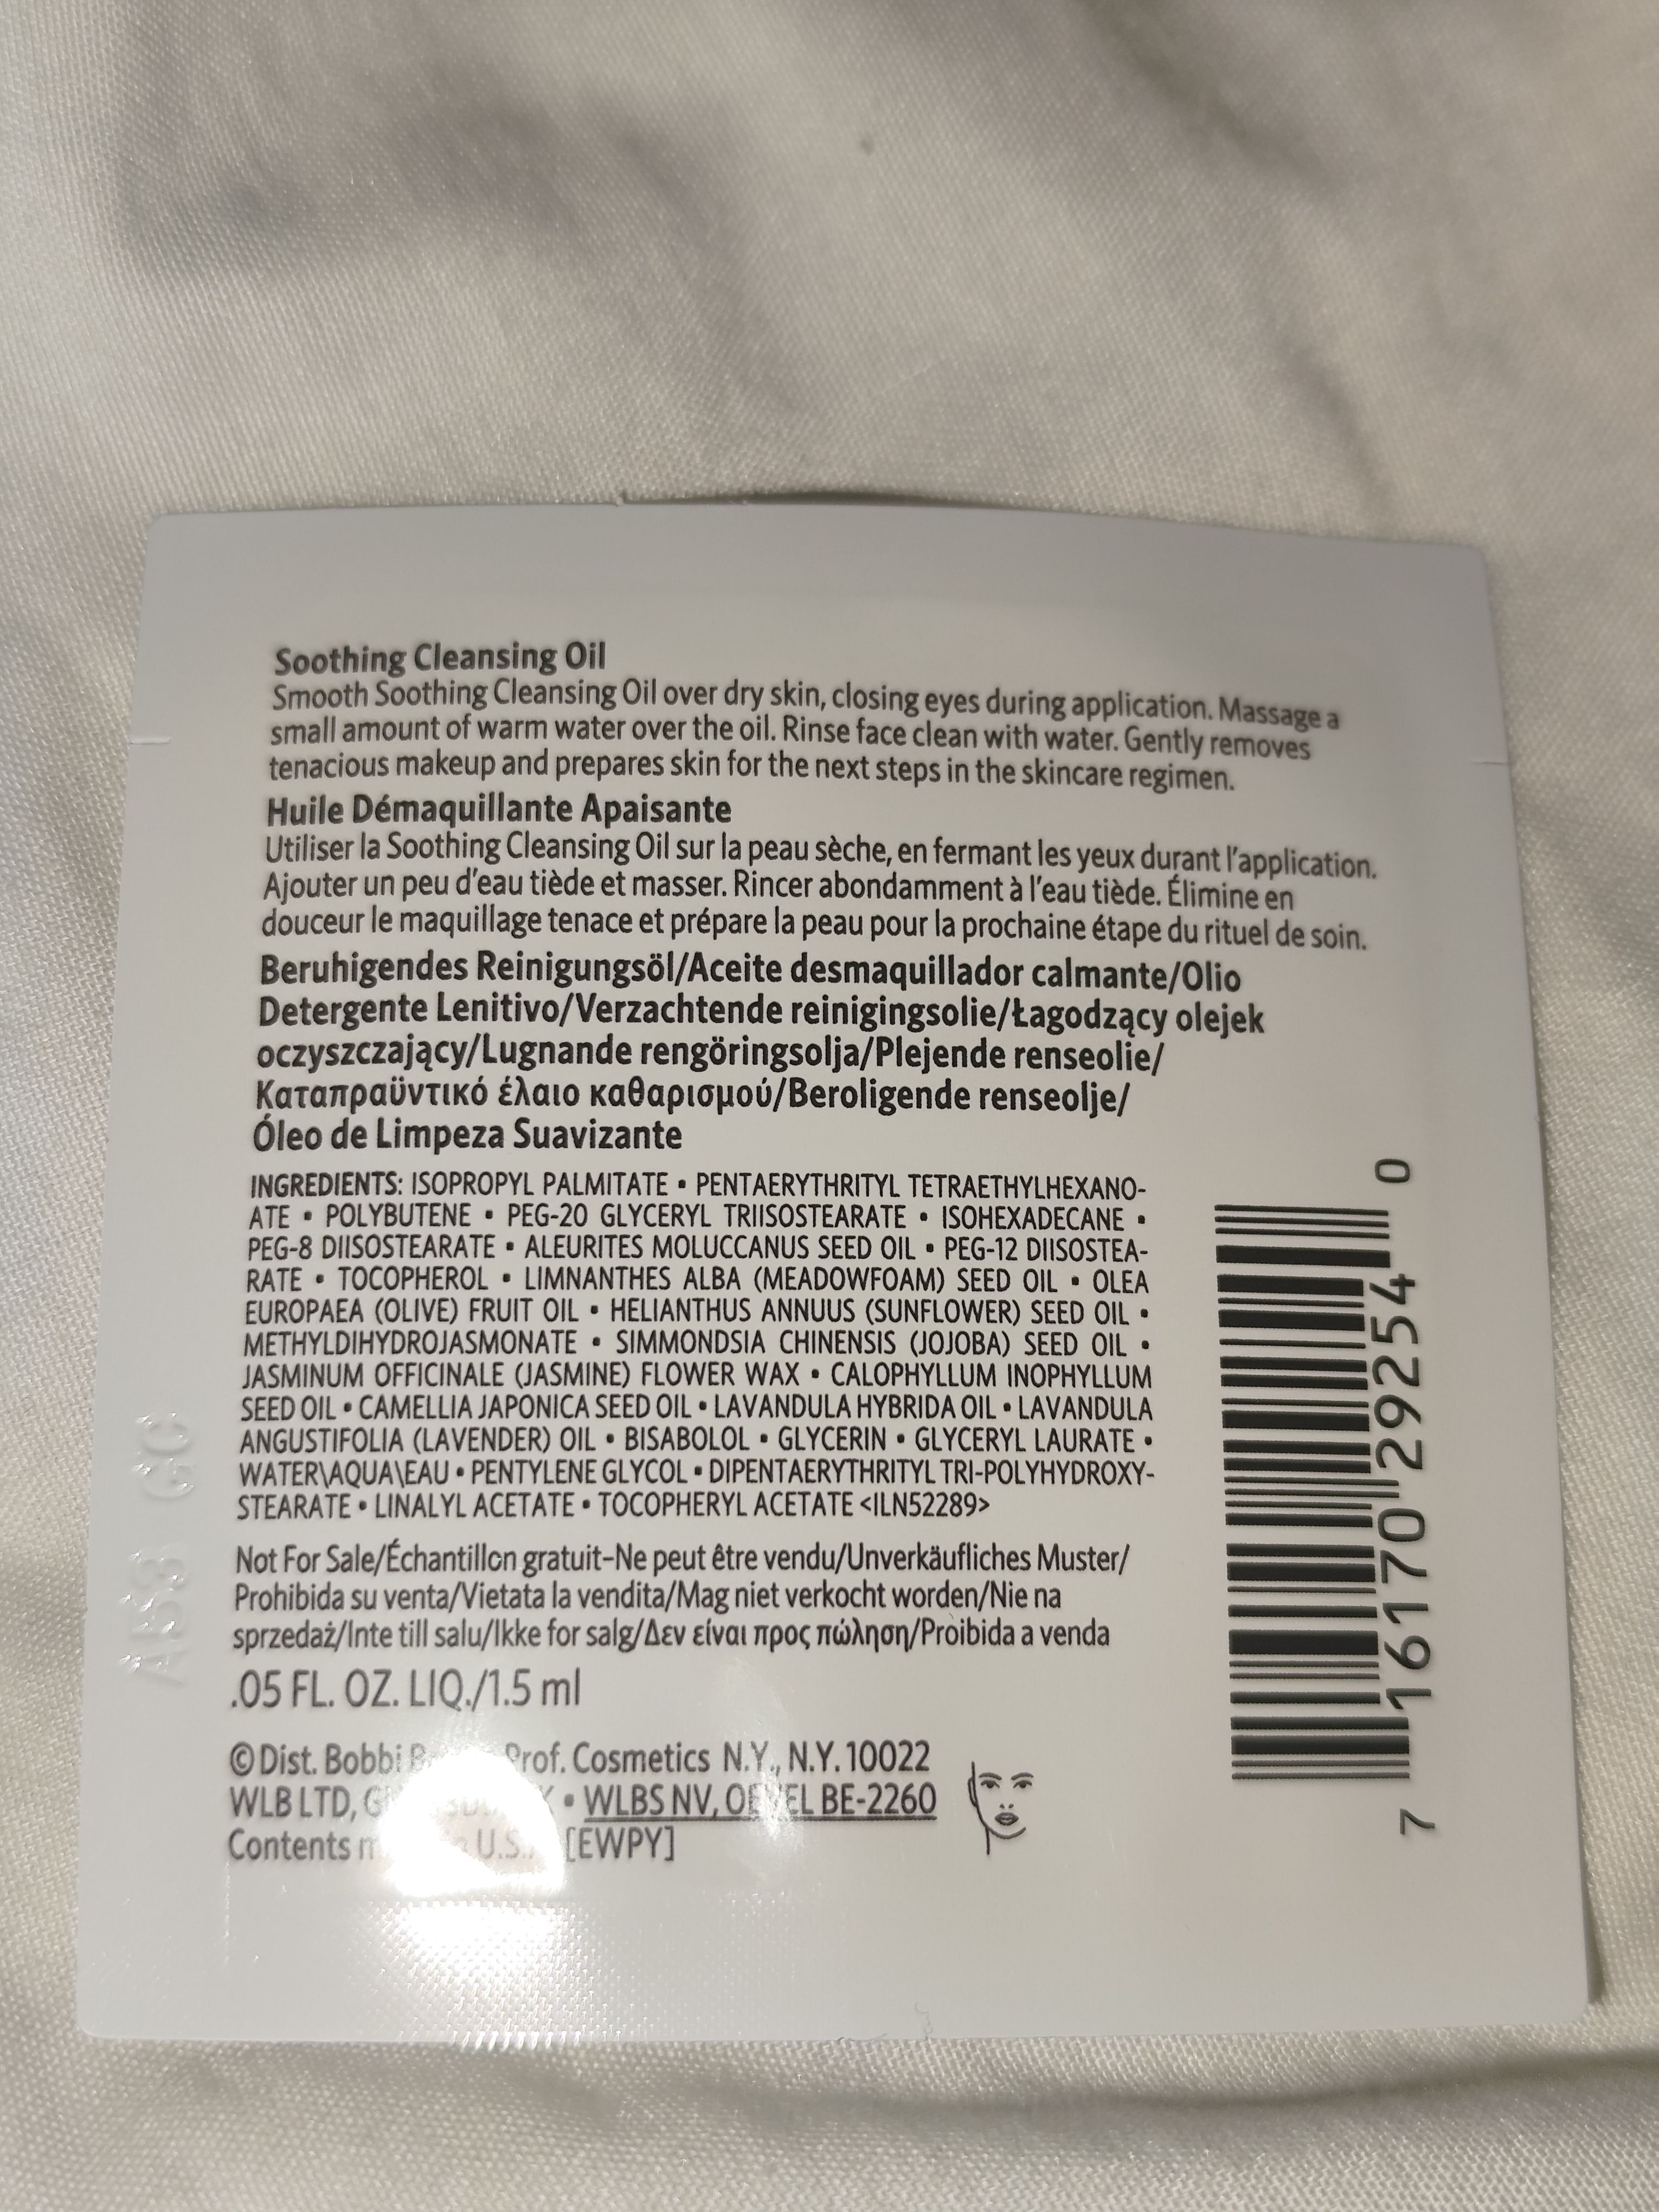 Soothing Cleansing Oil
Smooth Soothing Cleansing Oil over dry skin, closing eyes during application. Massage a
small amount of warm water over the oil. Rinse face clean with water. Gently removes
tenacious makeup and prepares skin for the next steps in the skincare regimen.
Huile Démaquillante Apaisante
Utiliser la Soothing Cleansing Oil sur la peau sèche, en fermant les yeux durant l'application.
Ajouter un peu d'eau tiède et masser. Rincer abondamment à l'eau tiède. Élimine en
douceur le maquillage tenace et prépare la peau pour la prochaine étape du rituel de soin.
Beruhigendes Reinigungsöl/Aceite desmaquillador calmante/Olio
Detergente Lenitivo/Verzachtende reinigingsolie/Łagodzący olejek
oczyszczający/Lugnande rengöringsolja/Plejende renseolie/
Καταπραϋντικό έλαιο καθαρισμού/Beroligende renseolje/
Óleo de Limpeza Suavizante
INGREDIENTS: ISOPROPYL PALMITATE • PENTAERYTHRITYL TETRAETHYLHEXANO-
ATE • POLYBUTENE • PEG-20 GLYCERYL TRIISOSTEARATE • ISOHEXADECANE •
PEG-8 DIISOSTEARATE • ALEURITES MOLUCCANUS SEED OIL • PEG-12 DIISOSTEA-
RATE • TOCOPHEROL • LIMNANTHES ALBA (MEADOWFOAM) SEED OIL • OLEA
EUROPAEA (OLIVE) FRUIT OIL • HELIANTHUS ANNUUS (SUNFLOWER) SEED OIL •
METHYLDIHYDROJASMONATE • SIMMONDSIA CHINENSIS (JOJOBA) SEED OIL •
JASMINUM OFFICINALE (JASMINE) FLOWER WAX • CALOPHYLLUM INOPHYLLUM
SEED OIL • CAMELLIA JAPONICA SEED OIL • LAVANDULA HYBRIDA OIL • LAVANDULA
ANGUSTIFOLIA (LAVENDER) OIL • BISABOLOL • GLYCERIN • GLYCERYL LAURATE •
WATER\AQUA\EAU • PENTYLENE GLYCOL • DIPENTAERYTHRITYL TRI-POLYHYDROXY-
STEARATE • LINALYL ACETATE • TOCOPHERYL ACETATE <ILN52289>
Not For Sale/Échantillon gratuit-Ne peut être vendu/Unverkäufliches Muster/
Prohibida su venta/Vietata la vendita/Mag niet verkocht worden/Nie na
sprzedaż/Inte till salu/Ikke for salg/Δεν είναι προς πώληση/Proibida a venda
.05 FL. OZ. LIQ./1.5 ml
© Dist. Bobbi Prof. Cosmetics N.Y., N.Y. 10022
WLB LTD, • WLBS NV, BE-2260
Contents U.S. [EWPY]
7 16170 29254 0
A53 CC